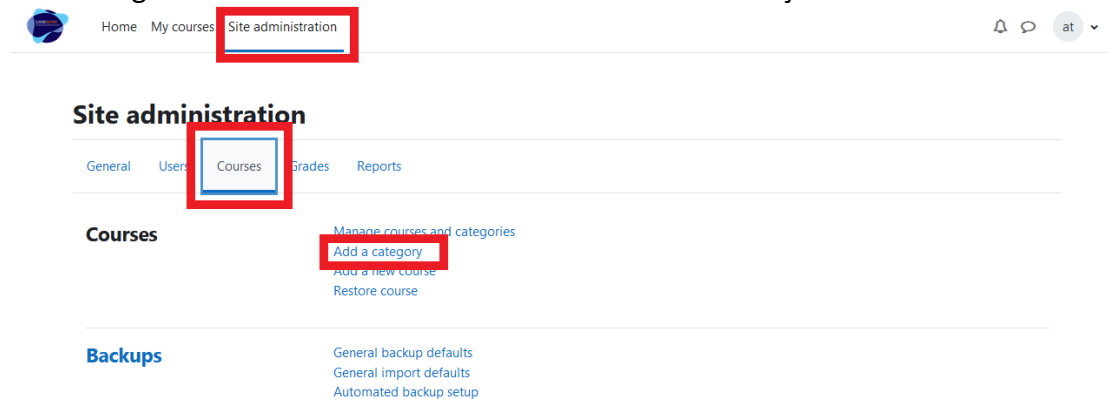 Home My courses Site administration
at
Site administration
General Users Courses Grades Reports
Courses
Manage courses and categories
Add a category
Add a new course
Restore course
Backups
General backup defaults
General import defaults
Automated backup setup